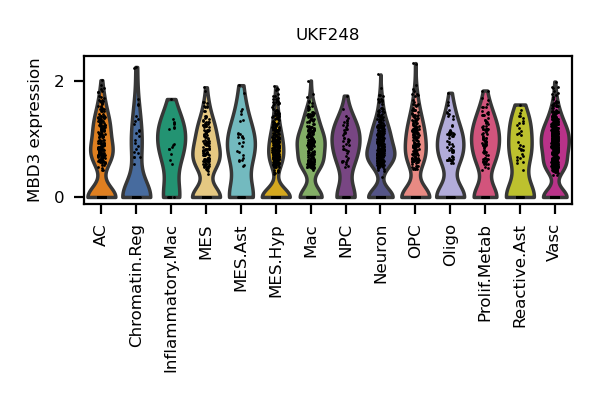 UKF248
MBD3 expression
2
0
AC
Chromatin.Reg
Inflammatory.Mac
MES
MES.Ast
MES.Hyp
Mac
NPC
Neuron
OPC
Oligo
Prolif.Metab
Reactive.Ast
Vasc